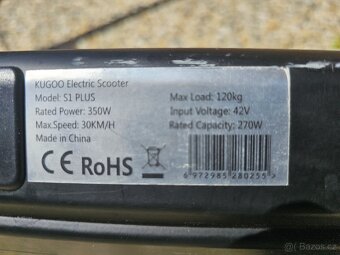 KUGOO Electric Scooter
Model: S1 PLUS
Rated Power: 350W
Max.Speed: 30KM/H
Made in China
Max Load: 120kg
Input Voltage: 42V
Rated Capacity: 270W
CE RoHS
6 972985 280255 >
Bazos.cz